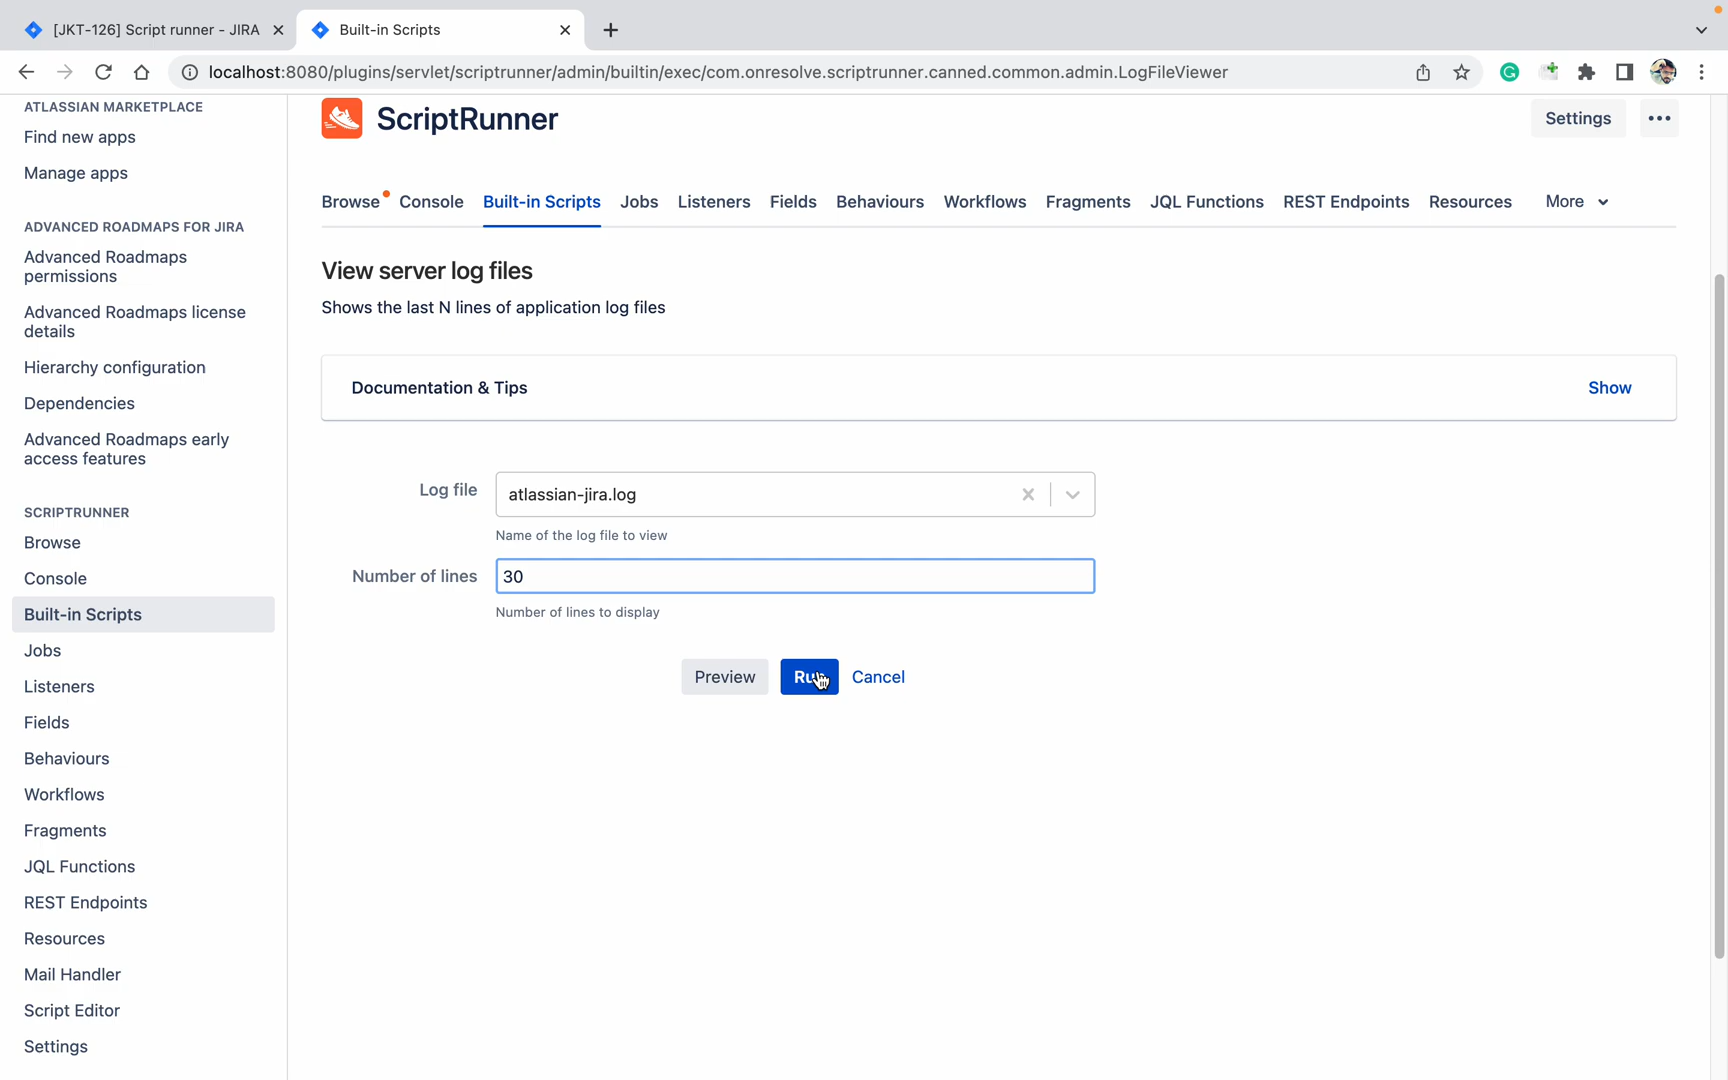 [JKT-126] Script runner - JIRA
Built-in Scripts
localhost:8080/plugins/servlet/scriptrunner/admin/builtin/exec/com.onresolve.scriptrunner.canned.common.admin.LogFileViewer
ATLASSIAN MARKETPLACE
Find new apps
Manage apps
ADVANCED ROADMAPS FOR JIRA
Advanced Roadmaps
permissions
Advanced Roadmaps license
details
Hierarchy configuration
Dependencies
Advanced Roadmaps early
access features
SCRIPTRUNNER
Browse
Console
Built-in Scripts
Jobs
Listeners
Fields
Behaviours
Workflows
Fragments
JQL Functions
REST Endpoints
Resources
Mail Handler
Script Editor
Settings
ScriptRunner
Settings
Browse Console Built-in Scripts Jobs Listeners Fields Behaviours Workflows Fragments JQL Functions REST Endpoints Resources More
View server log files
Shows the last N lines of application log files
Documentation & Tips Show
Log file atlassian-jira.log
Name of the log file to view
Number of lines 30
Number of lines to display
Preview Run Cancel